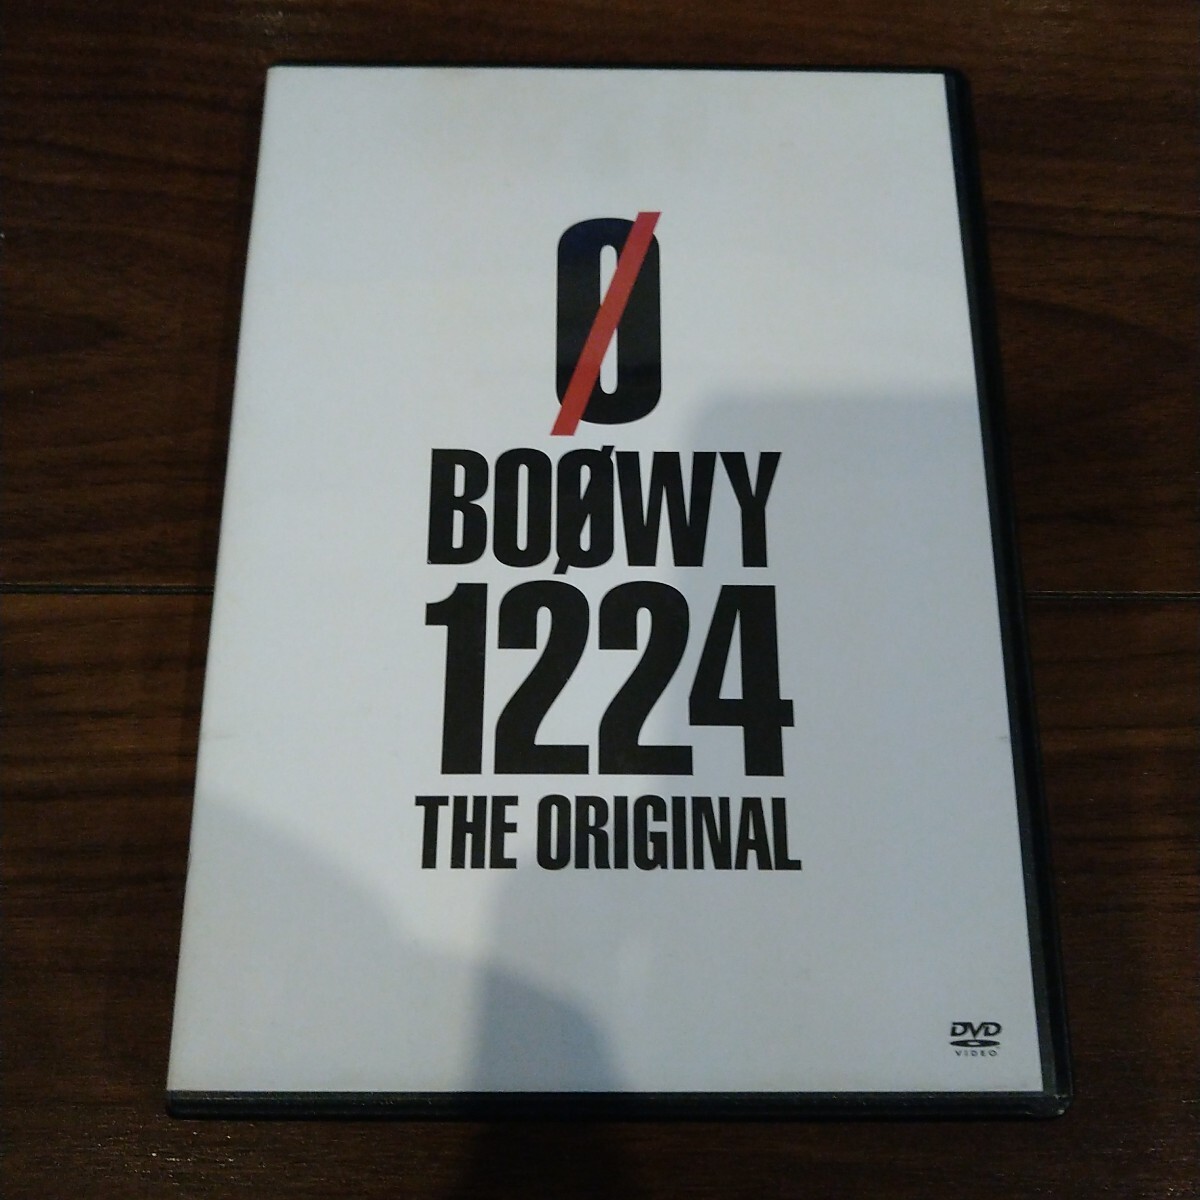 Ø
BOØWY
1224
THE ORIGINAL
DVD
VIDEO